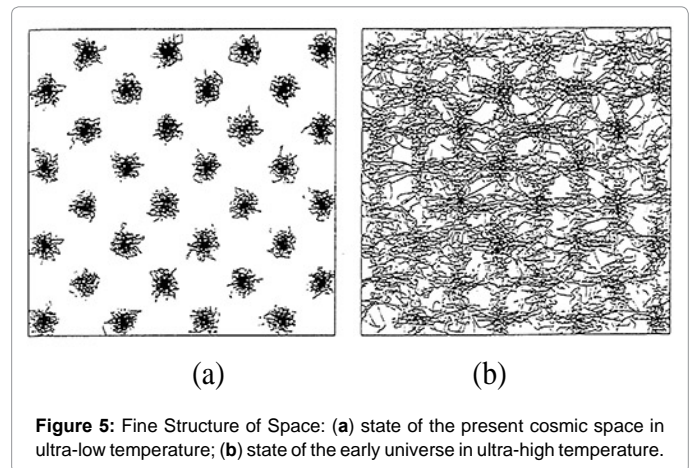 (a) (b)
Figure 5: Fine Structure of Space: (a) state of the present cosmic space in
ultra-low temperature; (b) state of the early universe in ultra-high temperature.